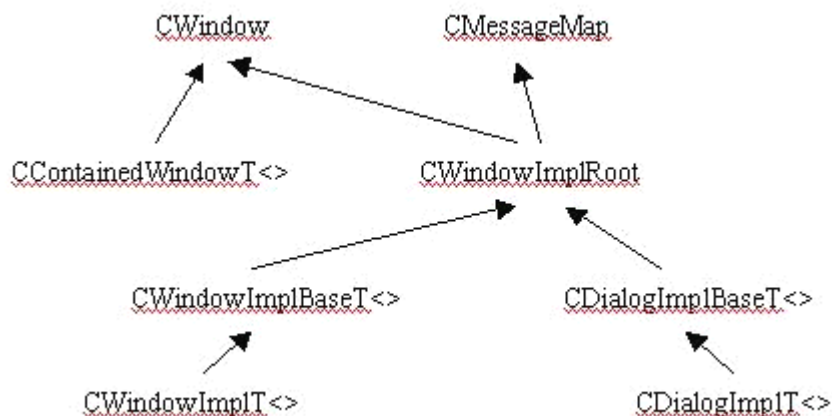 CWindow
CMessageMap
CContainedWindowT<>
CWindowImplRoot
CWindowImplBaseT<>
CDialogImplBaseT<>
CWindowImplT<>
CDialogImplT<>